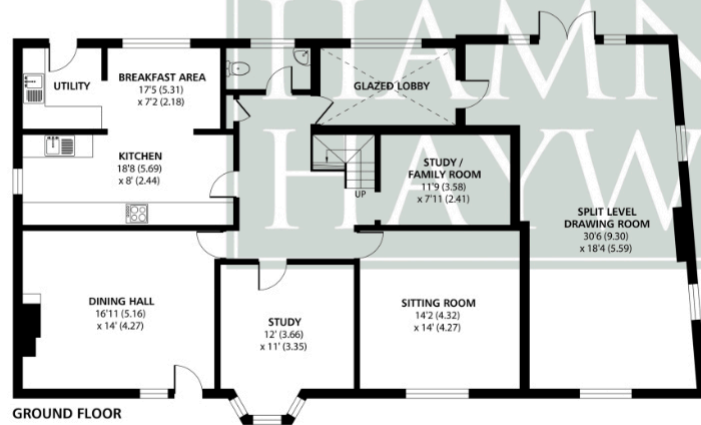 HAMN
HAYW
UTILITY
BREAKFAST AREA
17'5 (5.31)
x 7'2 (2.18)
GLAZED LOBBY
KITCHEN
18'8 (5.69)
x 8' (2.44)
STUDY /
FAMILY ROOM
11'9 (3.58)
x 7'11 (2.41)
UP
SPLIT LEVEL
DRAWING ROOM
30'6 (9.30)
x 18'4 (5.59)
DINING HALL
16'11 (5.16)
x 14' (4.27)
STUDY
12' (3.66)
x 11' (3.35)
SITTING ROOM
14'2 (4.32)
x 14' (4.27)
GROUND FLOOR